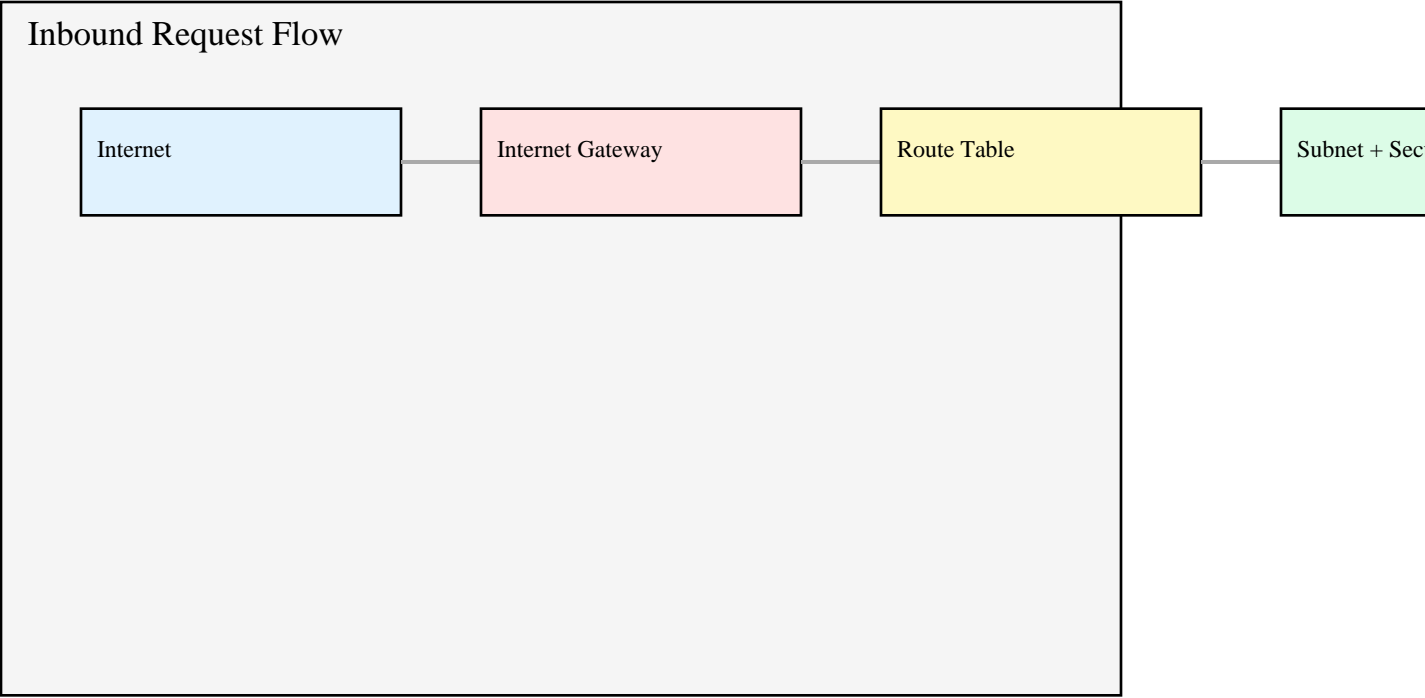 Inbound Request Flow
Internet
Internet Gateway
Route Table
Subnet + Sec